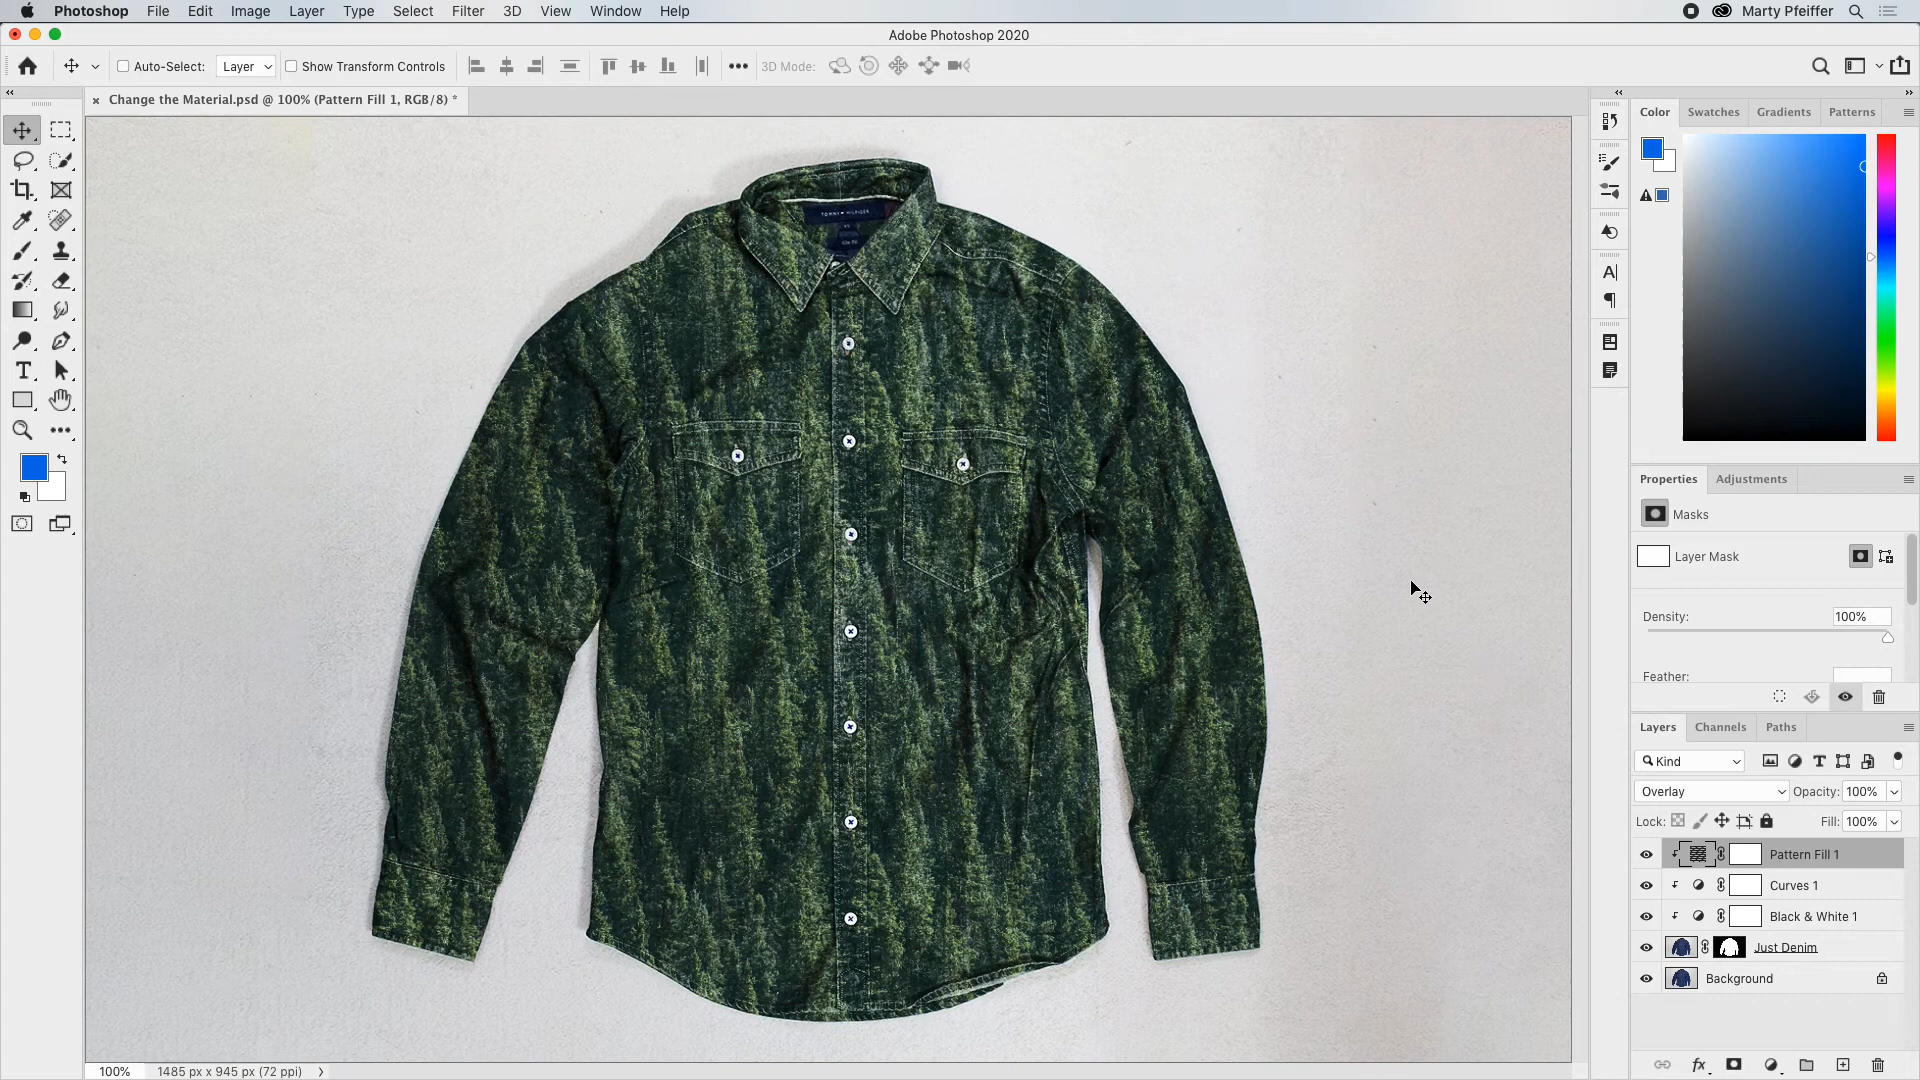 Photoshop File Edit Image Layer Type Select Filter 3D View Window Help Marty Pfeiffer
Adobe Photoshop 2020
Auto-Select: Layer Show Transform Controls 3D Mode:
Change the Material.psd @ 100% (Pattern Fill 1, RGB/8) *
Color Swatches Gradients Patterns
TOMMY HILFIGER
Properties Adjustments
Masks
Layer Mask
Density: 100%
Feather:
Layers Channels Paths
Kind
Overlay Opacity: 100%
Lock: Fill: 100%
Pattern Fill 1
Curves 1
Black & White 1
Just Denim
Background
100% 1485 px x 945 px (72 ppi)